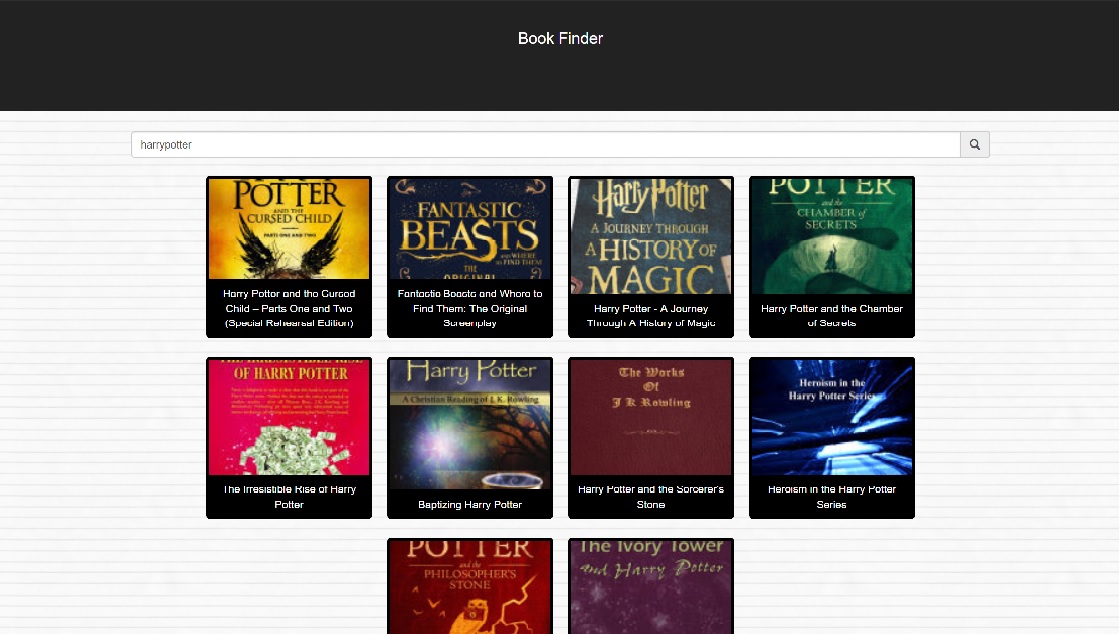 Book Finder
harrypotter
POTTER
AND THE
CURSED CHILD
PARTS ONE AND TWO
Harry Potter and the Cursed
Child – Parts One and Two
(Special Rehearsal Edition)
FANTASTIC
BEASTS
AND WHERE
TO FIND THEM
THE
ORIGINAL
Fantastic Beasts and Where to
Find Them: The Original
Screenplay
Harry Potter
A JOURNEY THROUGH
A HISTORY OF
MAGIC
Harry Potter - A Journey
Through A History of Magic
POTTER
and the
CHAMBER of
SECRETS
Harry Potter and the Chamber
of Secrets
THE IRRESISTIBLE RISE
OF HARRY POTTER
The Irresistible Rise of Harry
Potter
Harry Potter
A Christian Reading of J. K. Rowling
Baptizing Harry Potter
The Works
Of
J K Rowling
Harry Potter and the Sorcerer's
Stone
Heroism in the
Harry Potter Series
Heroism in the Harry Potter
Series
POTTER
and the
PHILOSOPHER'S
STONE
The Ivory Tower
and Harry Potter